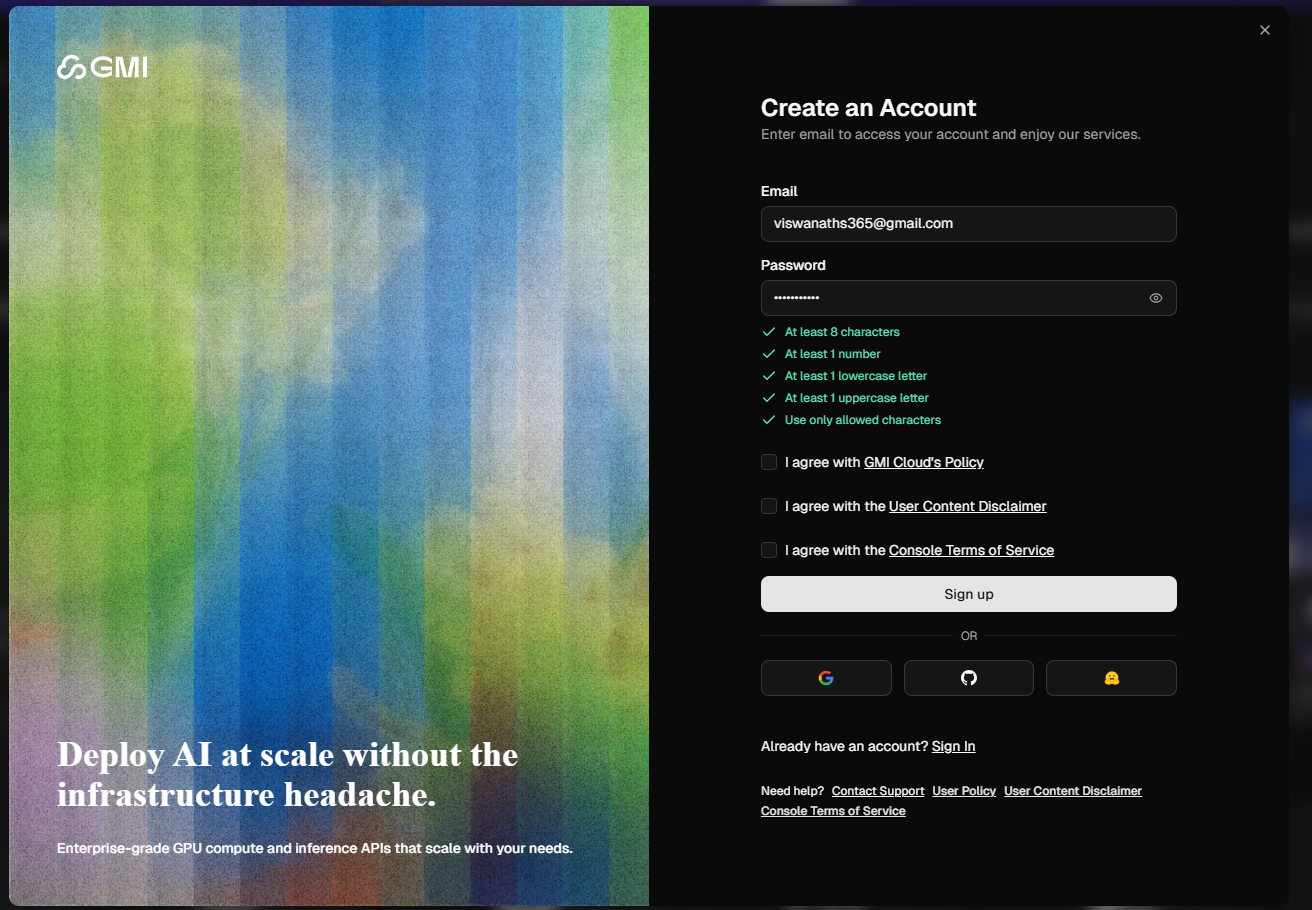 GMI
Deploy AI at scale without the
infrastructure headache.
Enterprise-grade GPU compute and inference APIs that scale with your needs.
Create an Account
Enter email to access your account and enjoy our services.
Email
viswanaths365@gmail.com
Password
•••••••••••
At least 8 characters
At least 1 number
At least 1 lowercase letter
At least 1 uppercase letter
Use only allowed characters
I agree with GMI Cloud's Policy
I agree with the User Content Disclaimer
I agree with the Console Terms of Service
Sign up
OR
Already have an account? Sign In
Need help? Contact Support User Policy User Content Disclaimer
Console Terms of Service